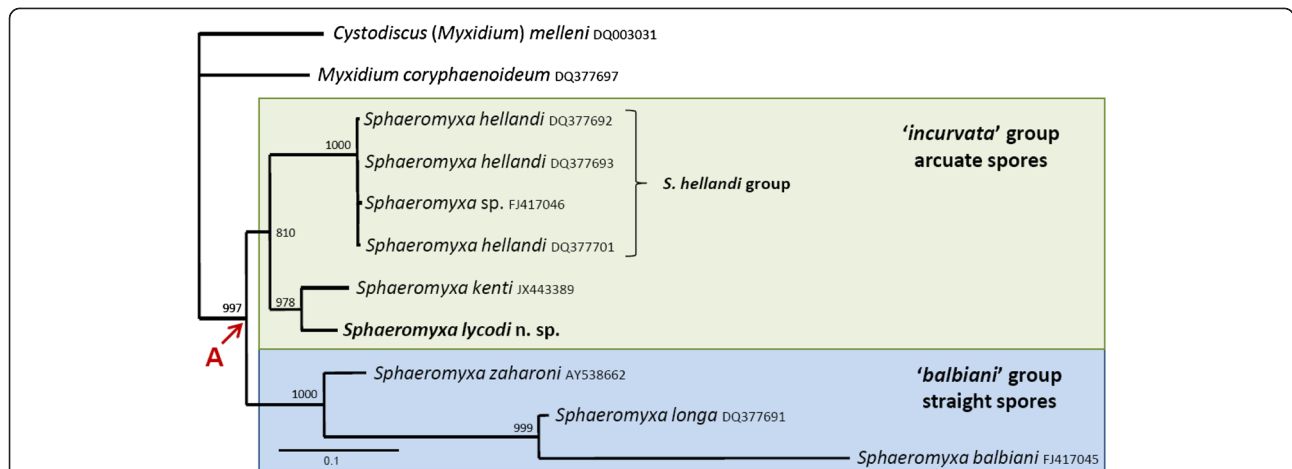 Cystodiscus (Myxidium) melleni DQ003031
Myxidium coryphaenoideum DQ377697
Sphaeromyxa hellandi DQ377692
'incurvata' group
arcuate spores
1000
Sphaeromyxa hellandi DQ377693
S. hellandi group
Sphaeromyxa sp. FJ417046
810
Sphaeromyxa hellandi DQ377701
Sphaeromyxa kenti JX443389
997
978
Sphaeromyxa lycodi n. sp.
A
Sphaeromyxa zaharoni AY538662
'balbiani' group
straight spores
1000
Sphaeromyxa longa DQ377691
999
Sphaeromyxa balbiani FJ417045
0.1